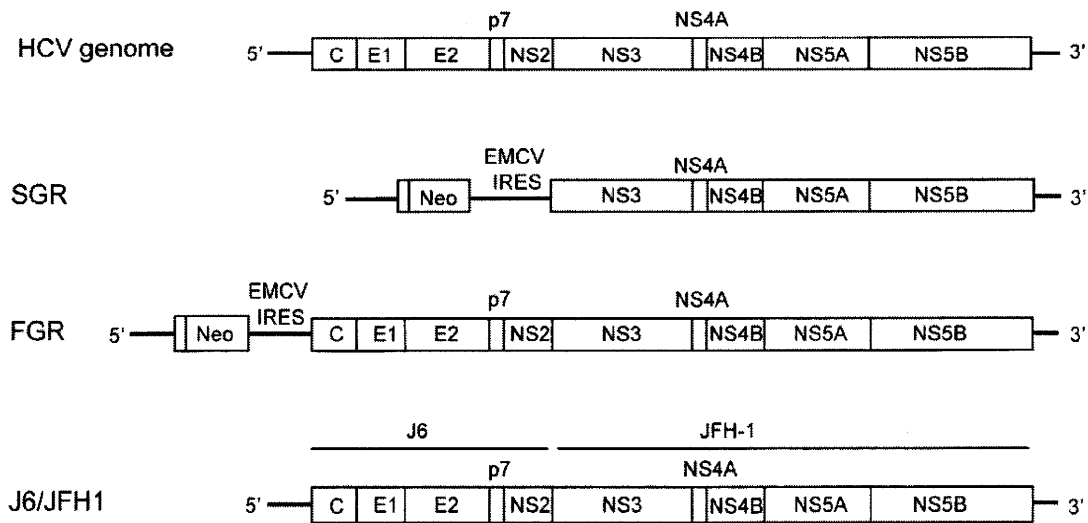 p7 NS4A
HCV genome 5' C E1 E2 NS2 NS3 NS4B NS5A NS5B 3'
EMCV
IRES NS4A
SGR 5' Neo NS3 NS4B NS5A NS5B 3'
EMCV
IRES p7 NS4A
FGR 5' Neo C E1 E2 NS2 NS3 NS4B NS5A NS5B 3'
J6 JFH-1
p7 NS4A
J6/JFH1 5' C E1 E2 NS2 NS3 NS4B NS5A NS5B 3'